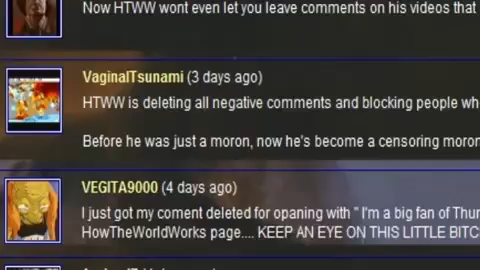 Now HTWW wont even let you leave comments on his videos that
VaginalTsunami (3 days ago)
HTWW is deleting all negative comments and blocking people wh
Before he was just a moron, now he's become a censoring moron
VEGITA9000 (4 days ago)
I just got my coment deleted for opaning with " I'm a big fan of Thun
HowTheWorldWorks page.... KEEP AN EYE ON THIS LITTLE BITC